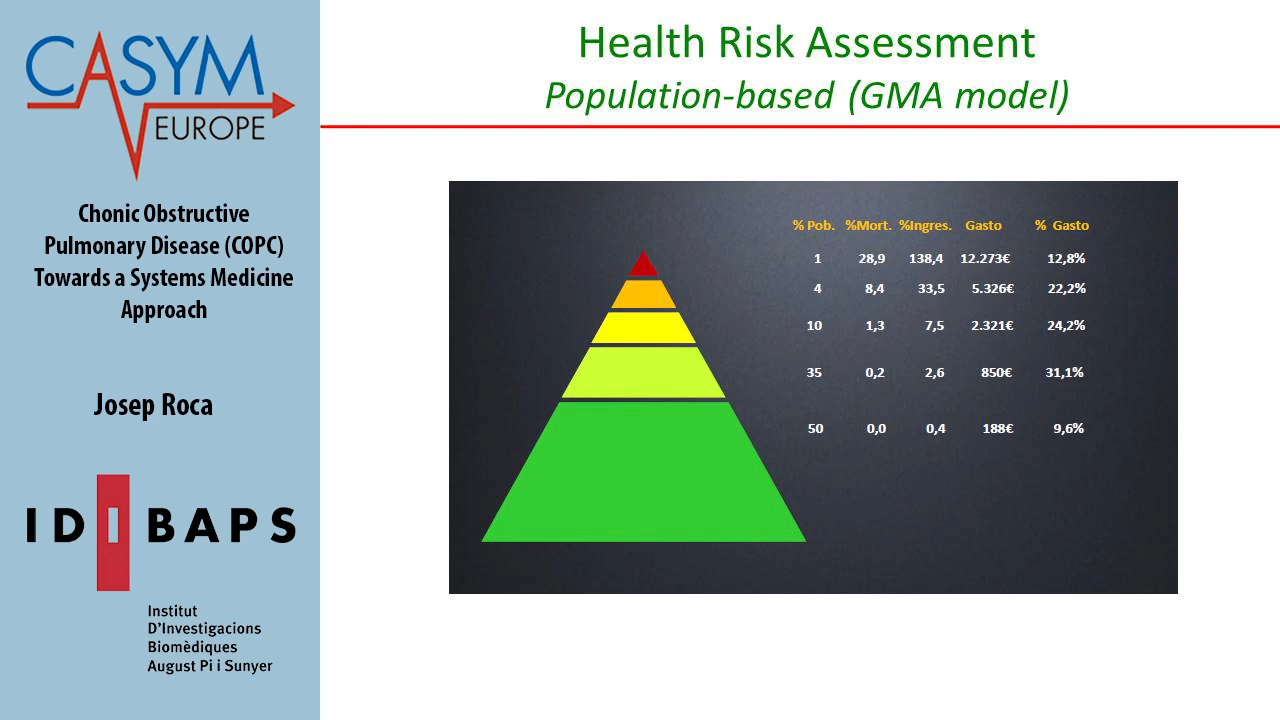 CASYM
EUROPE
Chonic Obstructive
Pulmonary Disease (COPC)
Towards a Systems Medicine
Approach
Josep Roca
IDIBAPS
Institut
D'Investigacions
Biomèdiques
August Pi i Sunyer
Health Risk Assessment
Population-based (GMA model)
% Pob. %Mort. %Ingres. Gasto % Gasto
1 28,9 138,4 12.273€ 12,8%
4 8,4 33,5 5.326€ 22,2%
10 1,3 7,5 2.321€ 24,2%
35 0,2 2,6 850€ 31,1%
50 0,0 0,4 188€ 9,6%